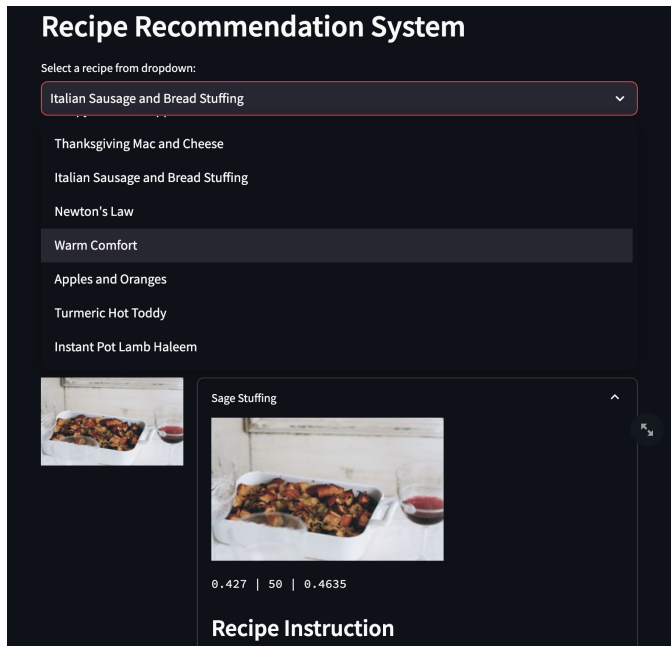 Recipe Recommendation System
Select a recipe from dropdown:
Italian Sausage and Bread Stuffing
Thanksgiving Mac and Cheese
Italian Sausage and Bread Stuffing
Newton's Law
Warm Comfort
Apples and Oranges
Turmeric Hot Toddy
Instant Pot Lamb Haleem
Sage Stuffing
0.427 | 50 | 0.4635
Recipe Instruction